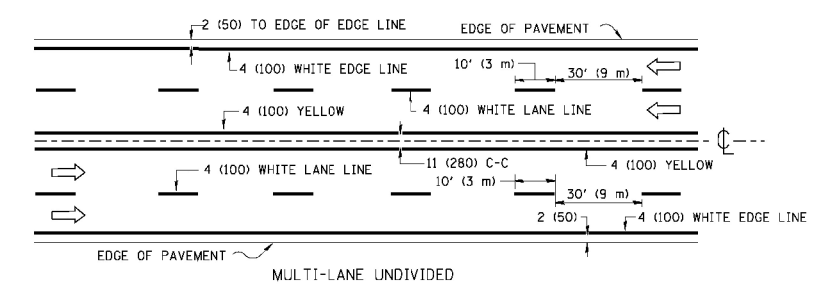 2 (50) TO EDGE OF EDGE LINE
EDGE OF PAVEMENT
4 (100) WHITE EDGE LINE
10' (3 m)
30' (9 m)
4 (100) YELLOW
4 (100) WHITE LANE LINE
℄
4 (100) WHITE LANE LINE
11 (280) C-C
4 (100) YELLOW
10' (3 m)
30' (9 m)
2 (50)
4 (100) WHITE EDGE LINE
EDGE OF PAVEMENT
MULTI-LANE UNDIVIDED